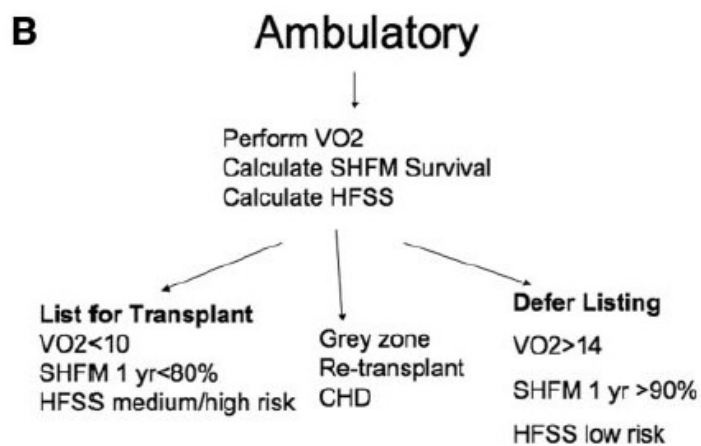 B
Ambulatory
Perform VO2
Calculate SHFM Survival
Calculate HFSS
List for Transplant
VO2<10
SHFM 1 yr<80%
HFSS medium/high risk
Grey zone
Re-transplant
CHD
Defer Listing
VO2>14
SHFM 1 yr >90%
HFSS low risk